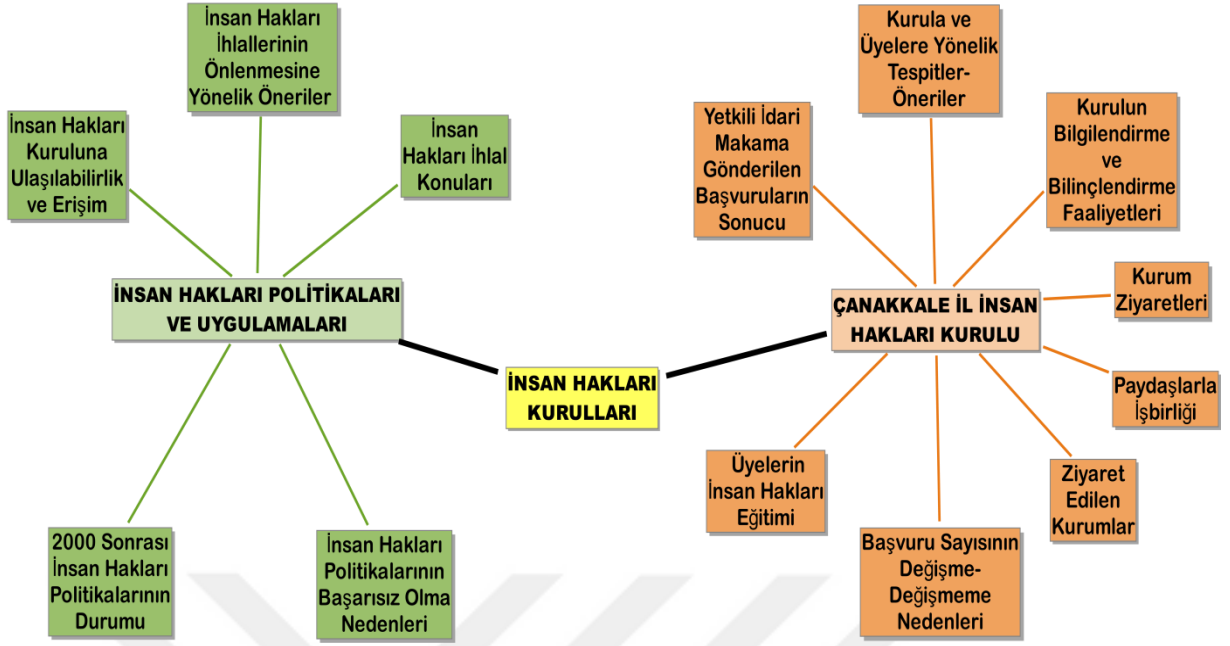 İnsan Hakları
İhlallerinin
Önlenmesine
Yönelik Öneriler
İnsan Hakları
Kuruluna
Ulaşılabilirlik
ve Erişim
İnsan
Hakları İhlal
Konuları
İNSAN HAKLARI POLİTİKALARI
VE UYGULAMALARI
2000 Sonrası
İnsan Hakları
Politikalarının
Durumu
İnsan Hakları
Politikalarının
Başarısız Olma
Nedenleri
İNSAN HAKLARI
KURULLARI
Kurula ve
Üyelere Yönelik
Tespitler-
Öneriler
Yetkili İdari
Makama
Gönderilen
Başvuruların
Sonucu
Kurulun
Bilgilendirme
ve
Bilinçlendirme
Faaliyetleri
ÇANAKKALE İL İNSAN
HAKLARI KURULU
Kurum
Ziyaretleri
Paydaşlarla
İşbirliği
Üyelerin
İnsan Hakları
Eğitimi
Başvuru Sayısının
Değişme-
Değişmeme
Nedenleri
Ziyaret
Edilen
Kurumlar